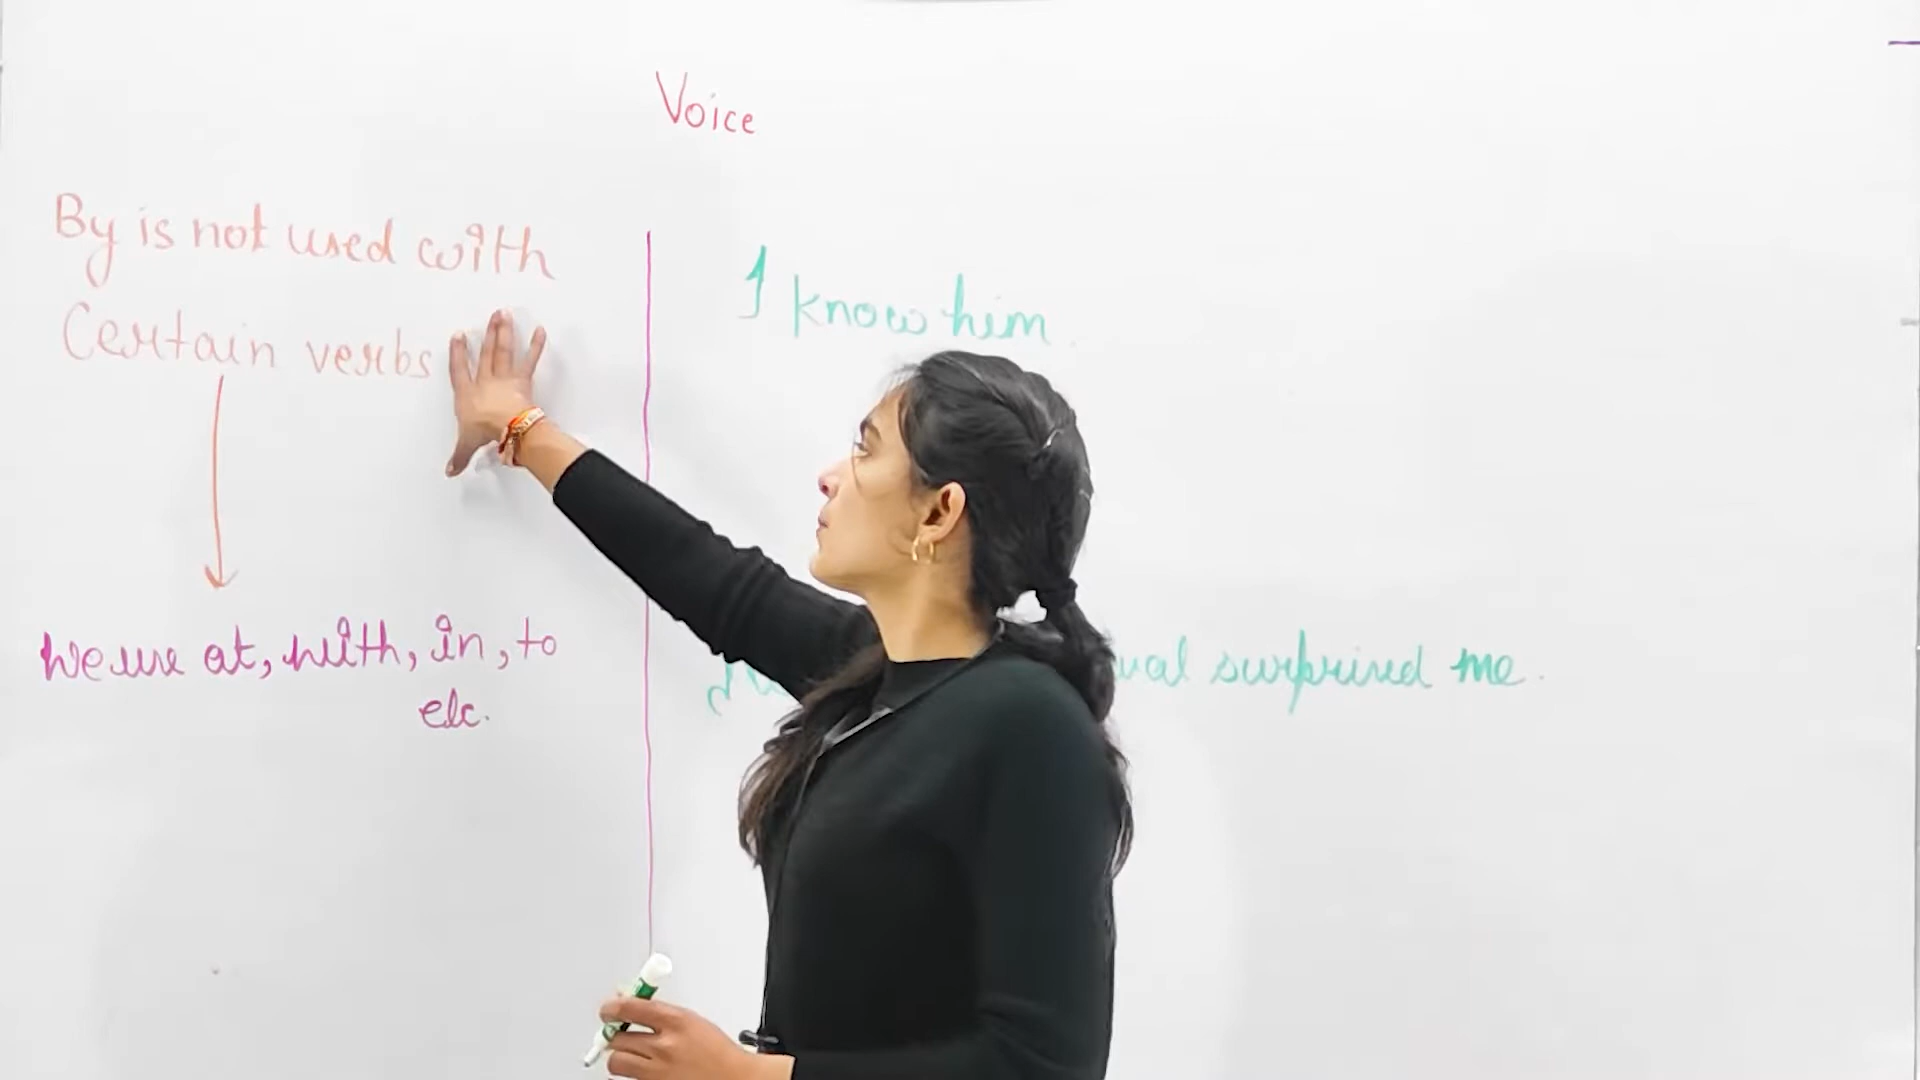 Voice
By is not used with
Certain verbs
We use at, with, in, to
etc.
I know him.
surprised me.